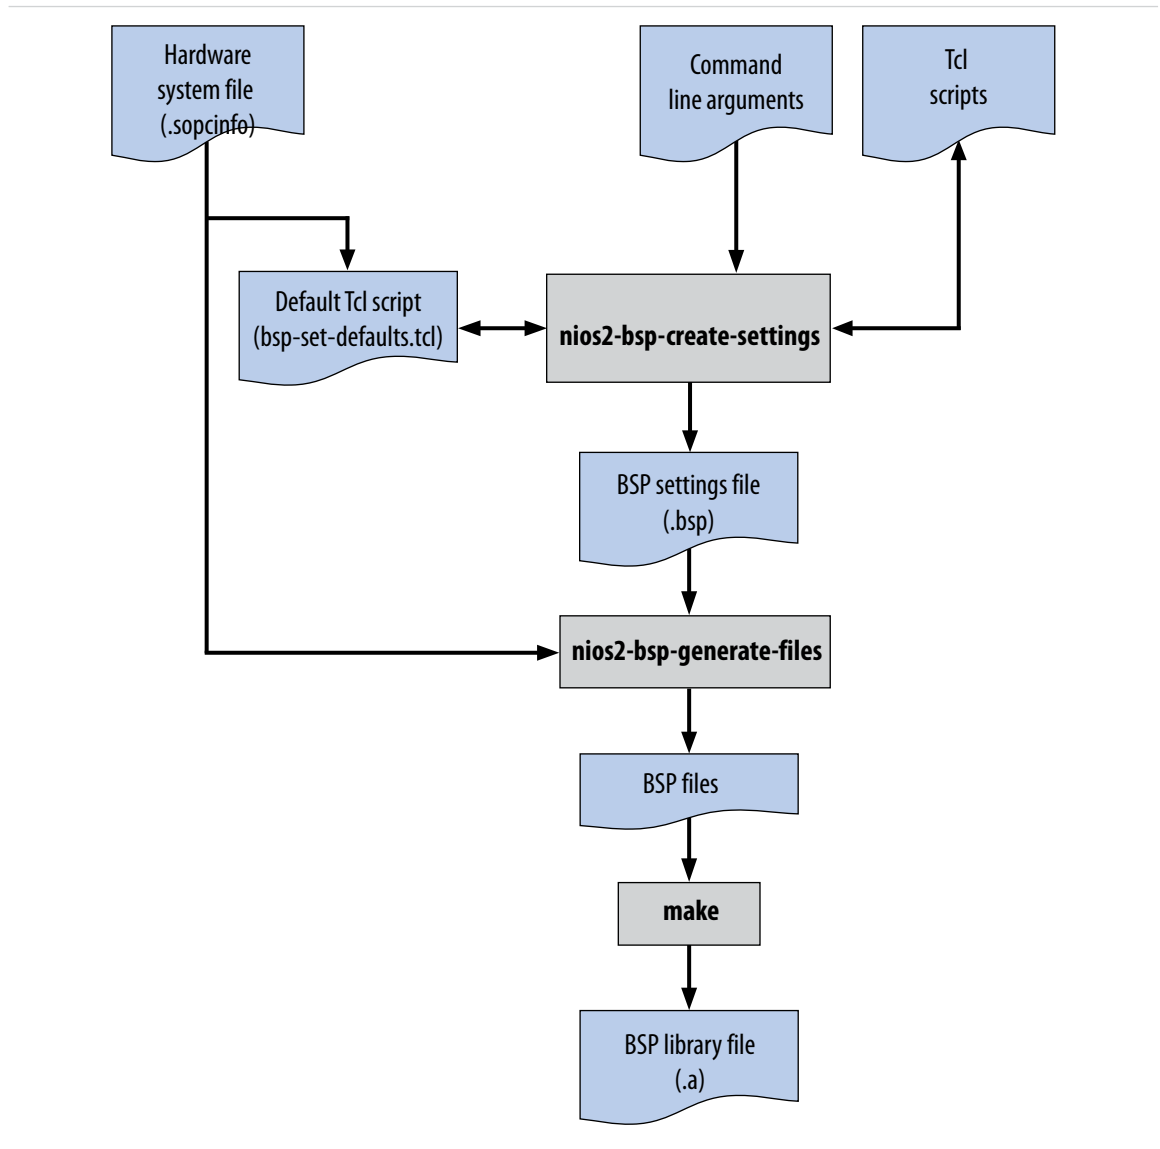 Hardware
system file
(.sopcinfo)
Command
line arguments
Tcl
scripts
Default Tcl script
(bsp-set-defaults.tcl)
nios2-bsp-create-settings
BSP settings file
(.bsp)
nios2-bsp-generate-files
BSP files
make
BSP library file
(.a)